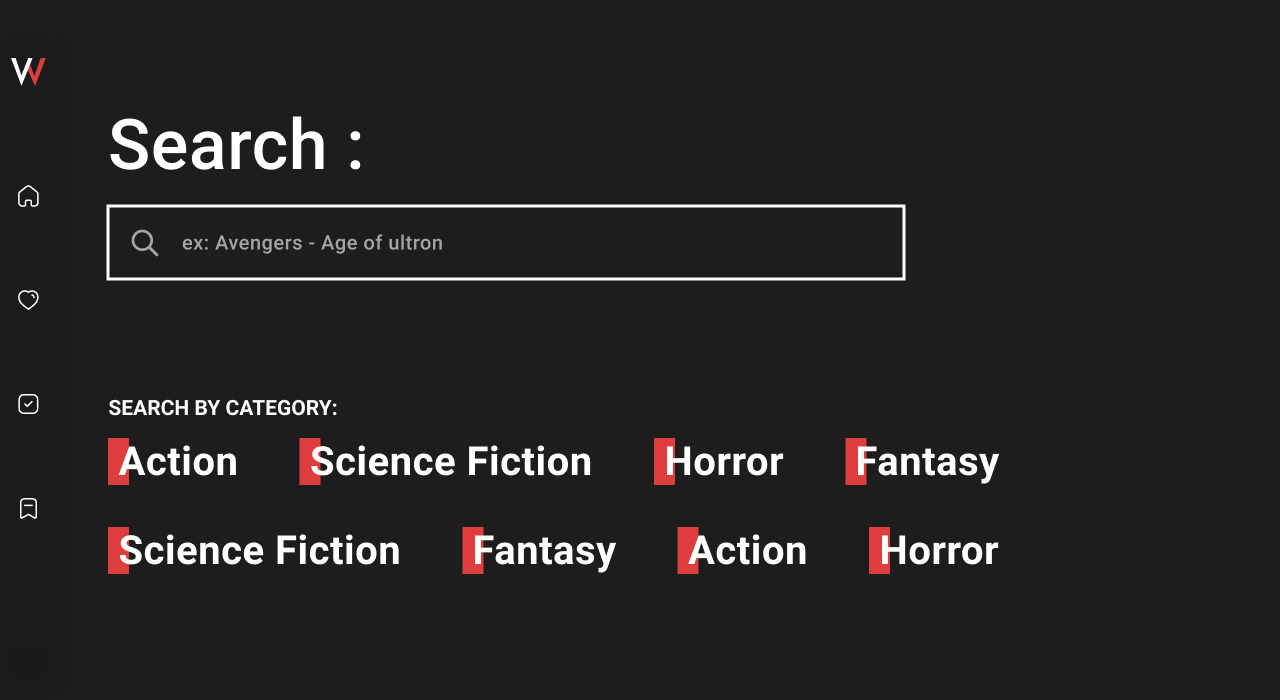 W
Search :
ex: Avengers - Age of ultron
SEARCH BY CATEGORY:
Action Science Fiction Horror Fantasy
Science Fiction Fantasy Action Horror